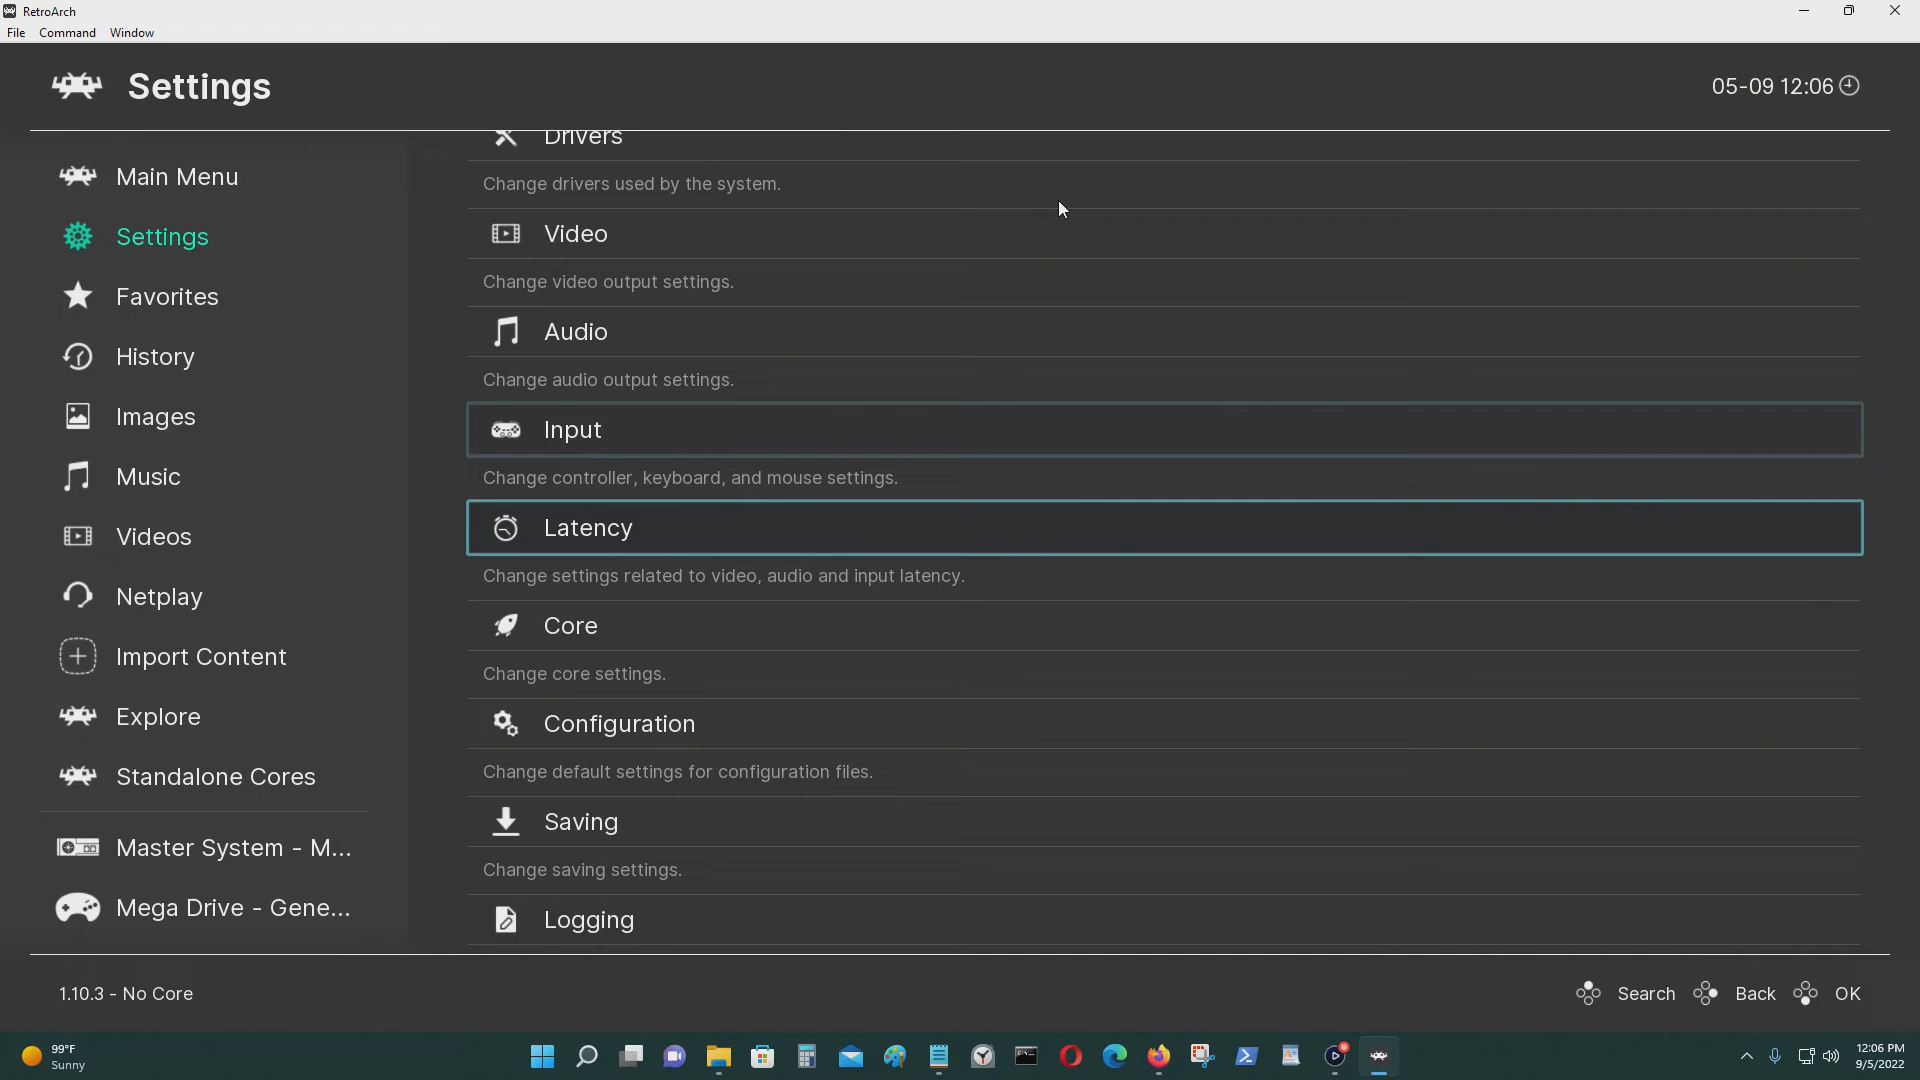 RetroArch
File Command Window
Settings
05-09 12:06
Main Menu
Settings
Favorites
History
Images
Music
Videos
Netplay
Import Content
Explore
Standalone Cores
Master System - M...
Mega Drive - Gene...
Drivers
Change drivers used by the system.
Video
Change video output settings.
Audio
Change audio output settings.
Input
Change controller, keyboard, and mouse settings.
Latency
Change settings related to video, audio and input latency.
Core
Change core settings.
Configuration
Change default settings for configuration files.
Saving
Change saving settings.
Logging
1.10.3 - No Core
Search Back OK
99°F
Sunny
12:06 PM
9/5/2022